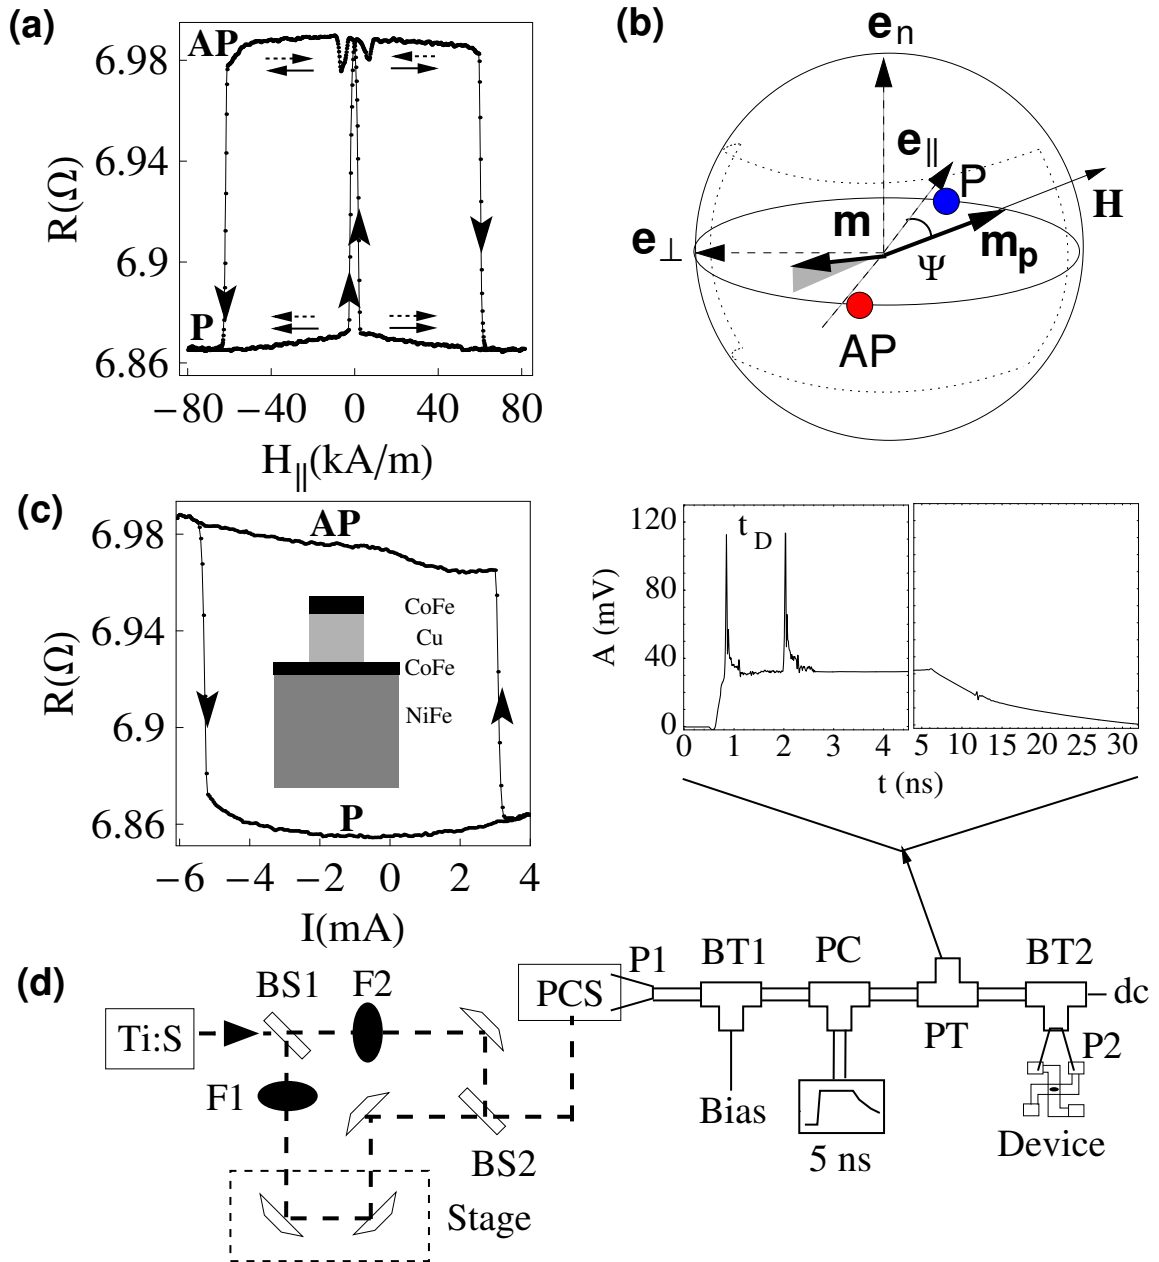 (a)
AP
P
R(Ω)
6.98
6.94
6.9
6.86
−80 −40 0 40 80
H∥(kA/m)
(b)
e n
e ∥
P
H
m
m p
e ⊥
Ψ
AP
(c)
AP
P
R(Ω)
6.98
6.94
6.9
6.86
−6 −4 −2 0 2 4
I(mA)
CoFe
Cu
CoFe
NiFe
A (mV)
120
80
40
0
t D
0 1 2 3 4 5 10 15 20 25 30
t (ns)
(d)
Ti:S
BS1
F2
F1
BS2
Stage
PCS
P1
BT1
PC
BT2
dc
PT
P2
Bias
5 ns
Device